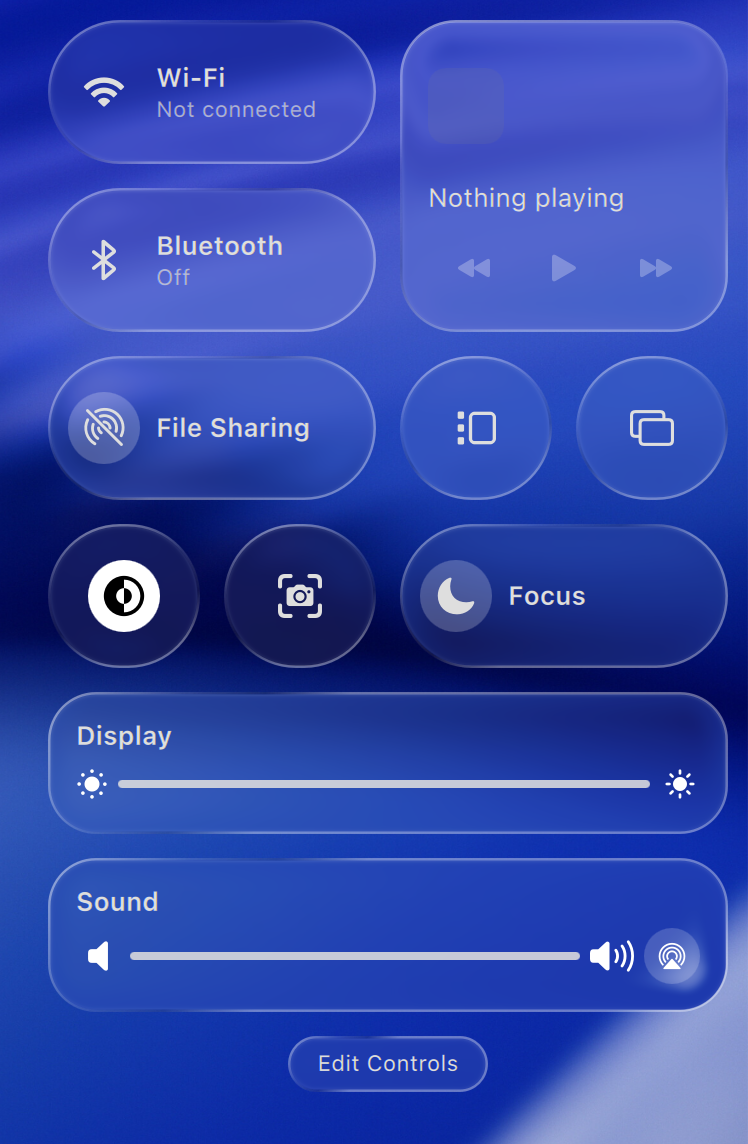 Wi-Fi
Not connected
Nothing playing
Bluetooth
Off
File Sharing
Focus
Display
Sound
Edit Controls